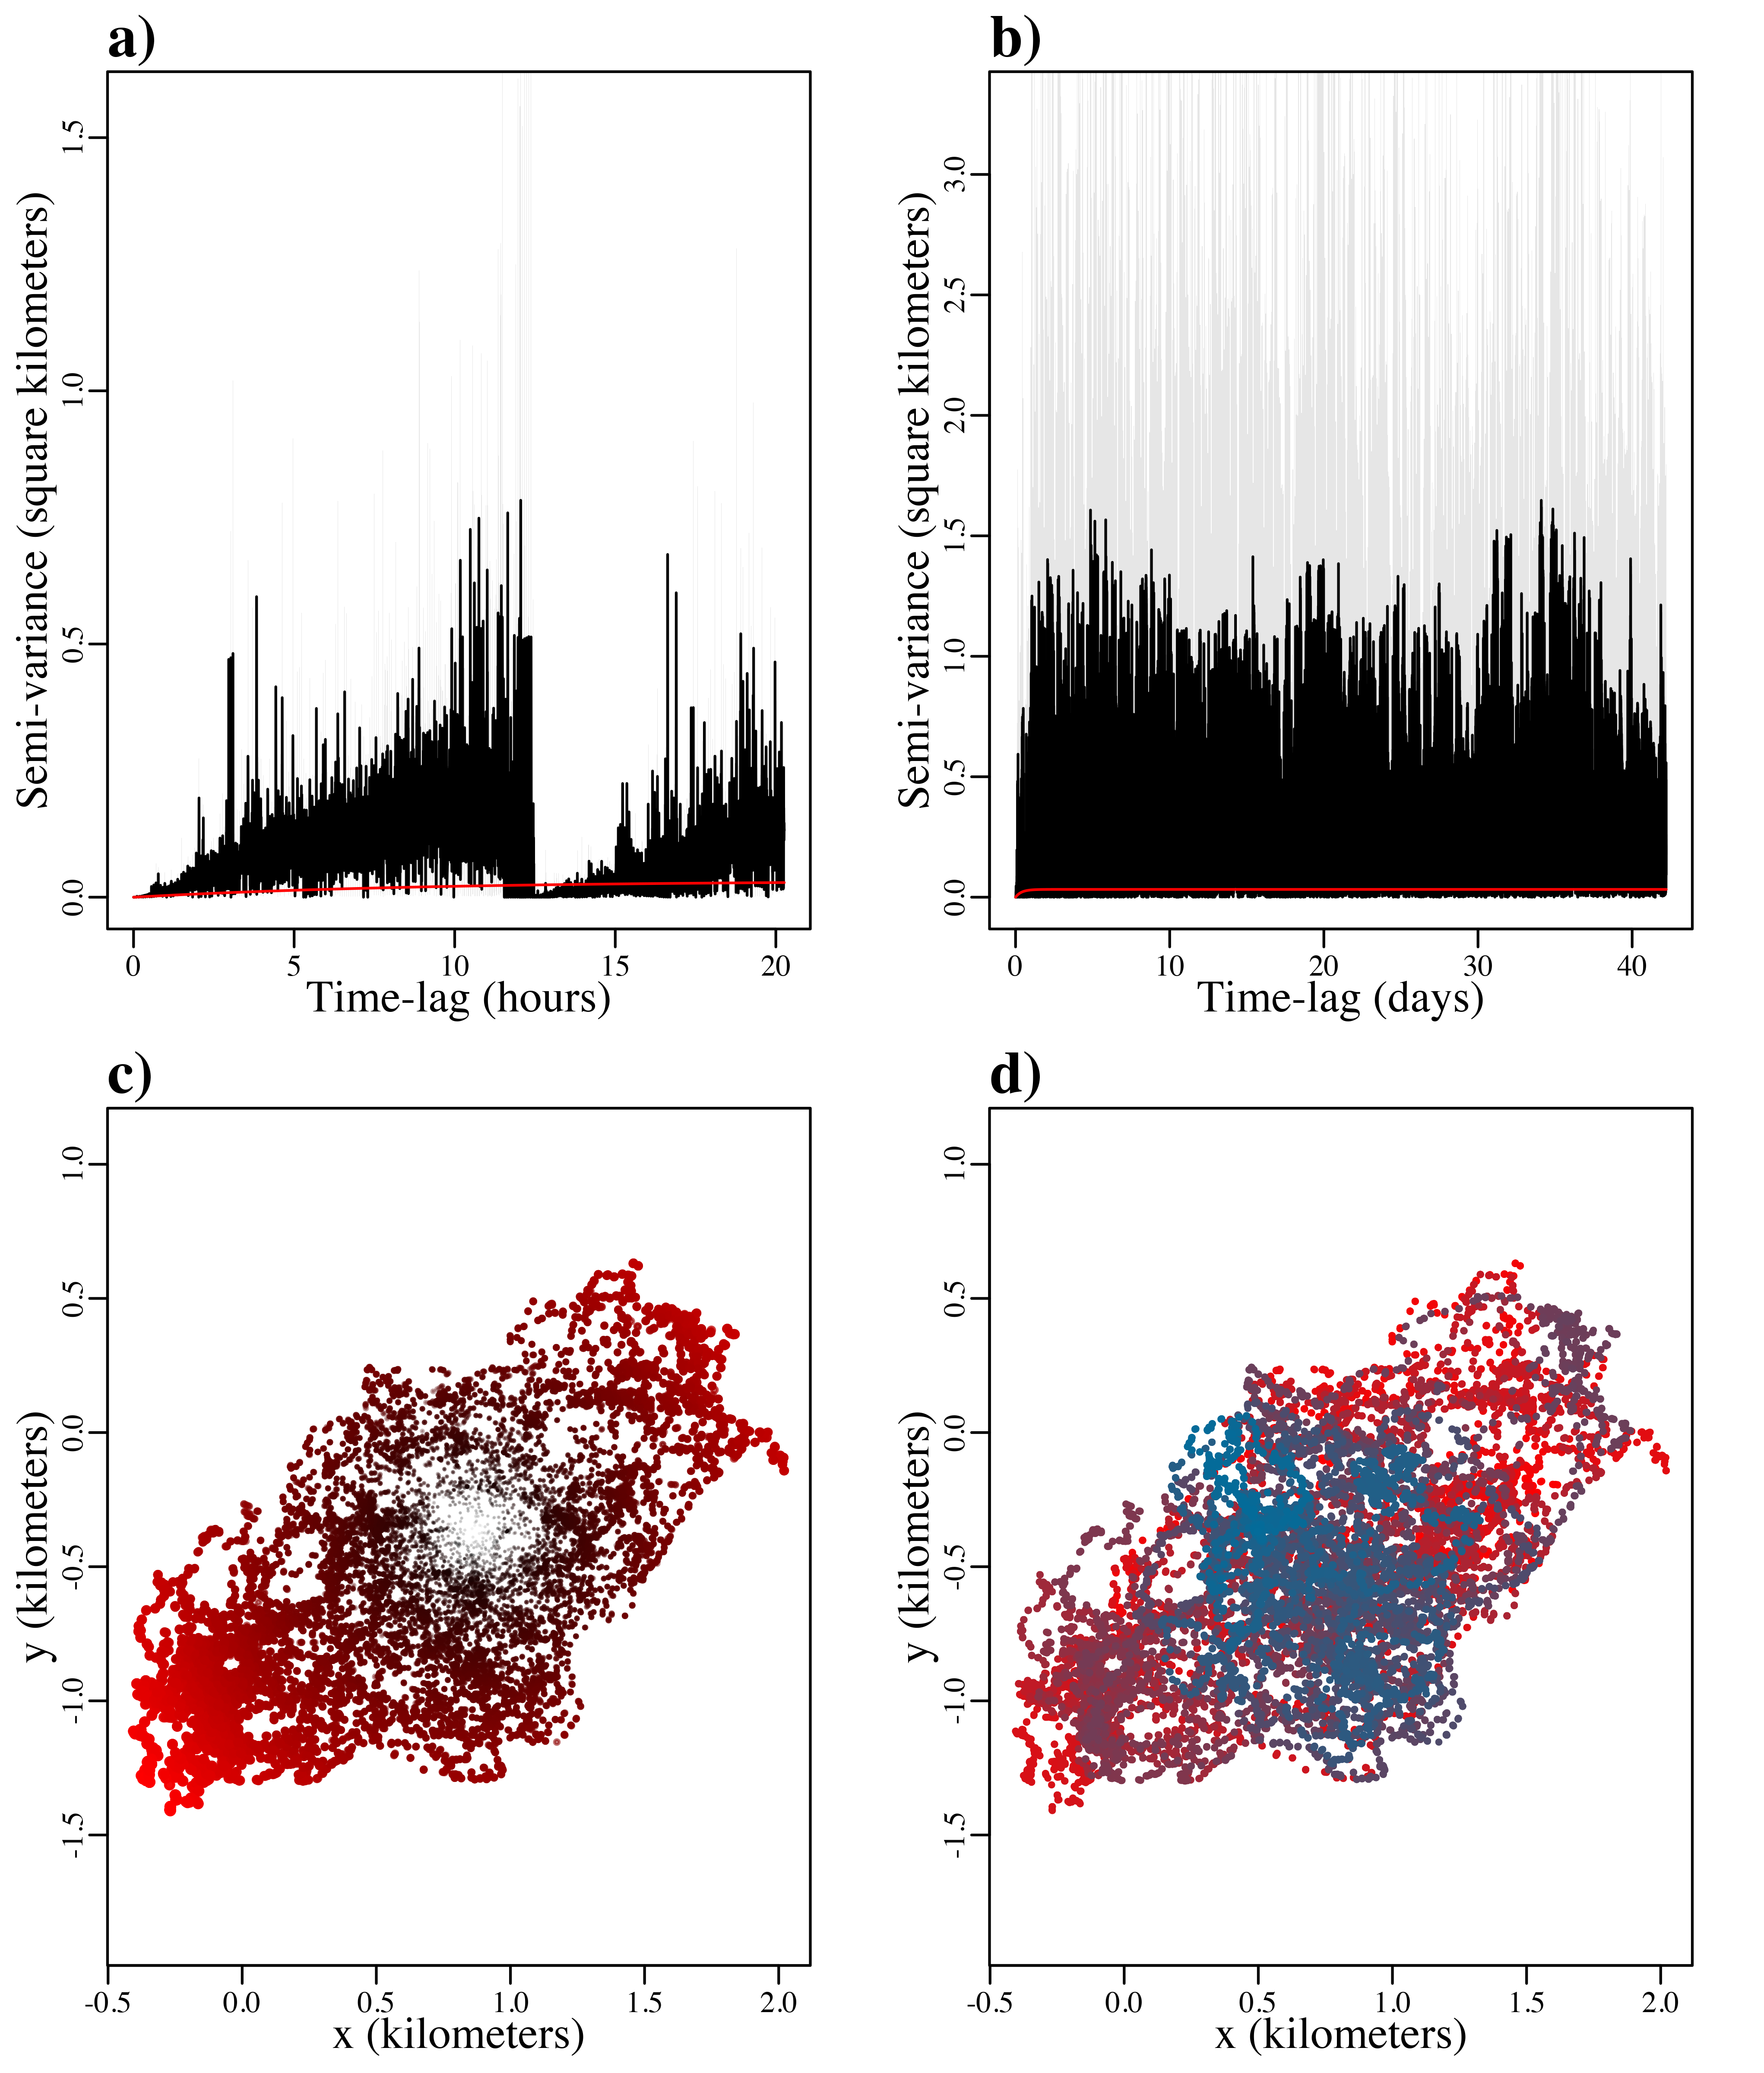 a)
Semi-variance (square kilometers)
1.5
1.0
0.5
0.0
0 5 10 15 20
Time-lag (hours)
b)
Semi-variance (square kilometers)
3.0
2.5
2.0
1.5
1.0
0.5
0.0
0 10 20 30 40
Time-lag (days)
c)
y (kilometers)
1.0
0.5
0.0
-0.5
-1.0
-1.5
-0.5 0.0 0.5 1.0 1.5 2.0
x (kilometers)
d)
y (kilometers)
1.0
0.5
0.0
-0.5
-1.0
-1.5
-0.5 0.0 0.5 1.0 1.5 2.0
x (kilometers)